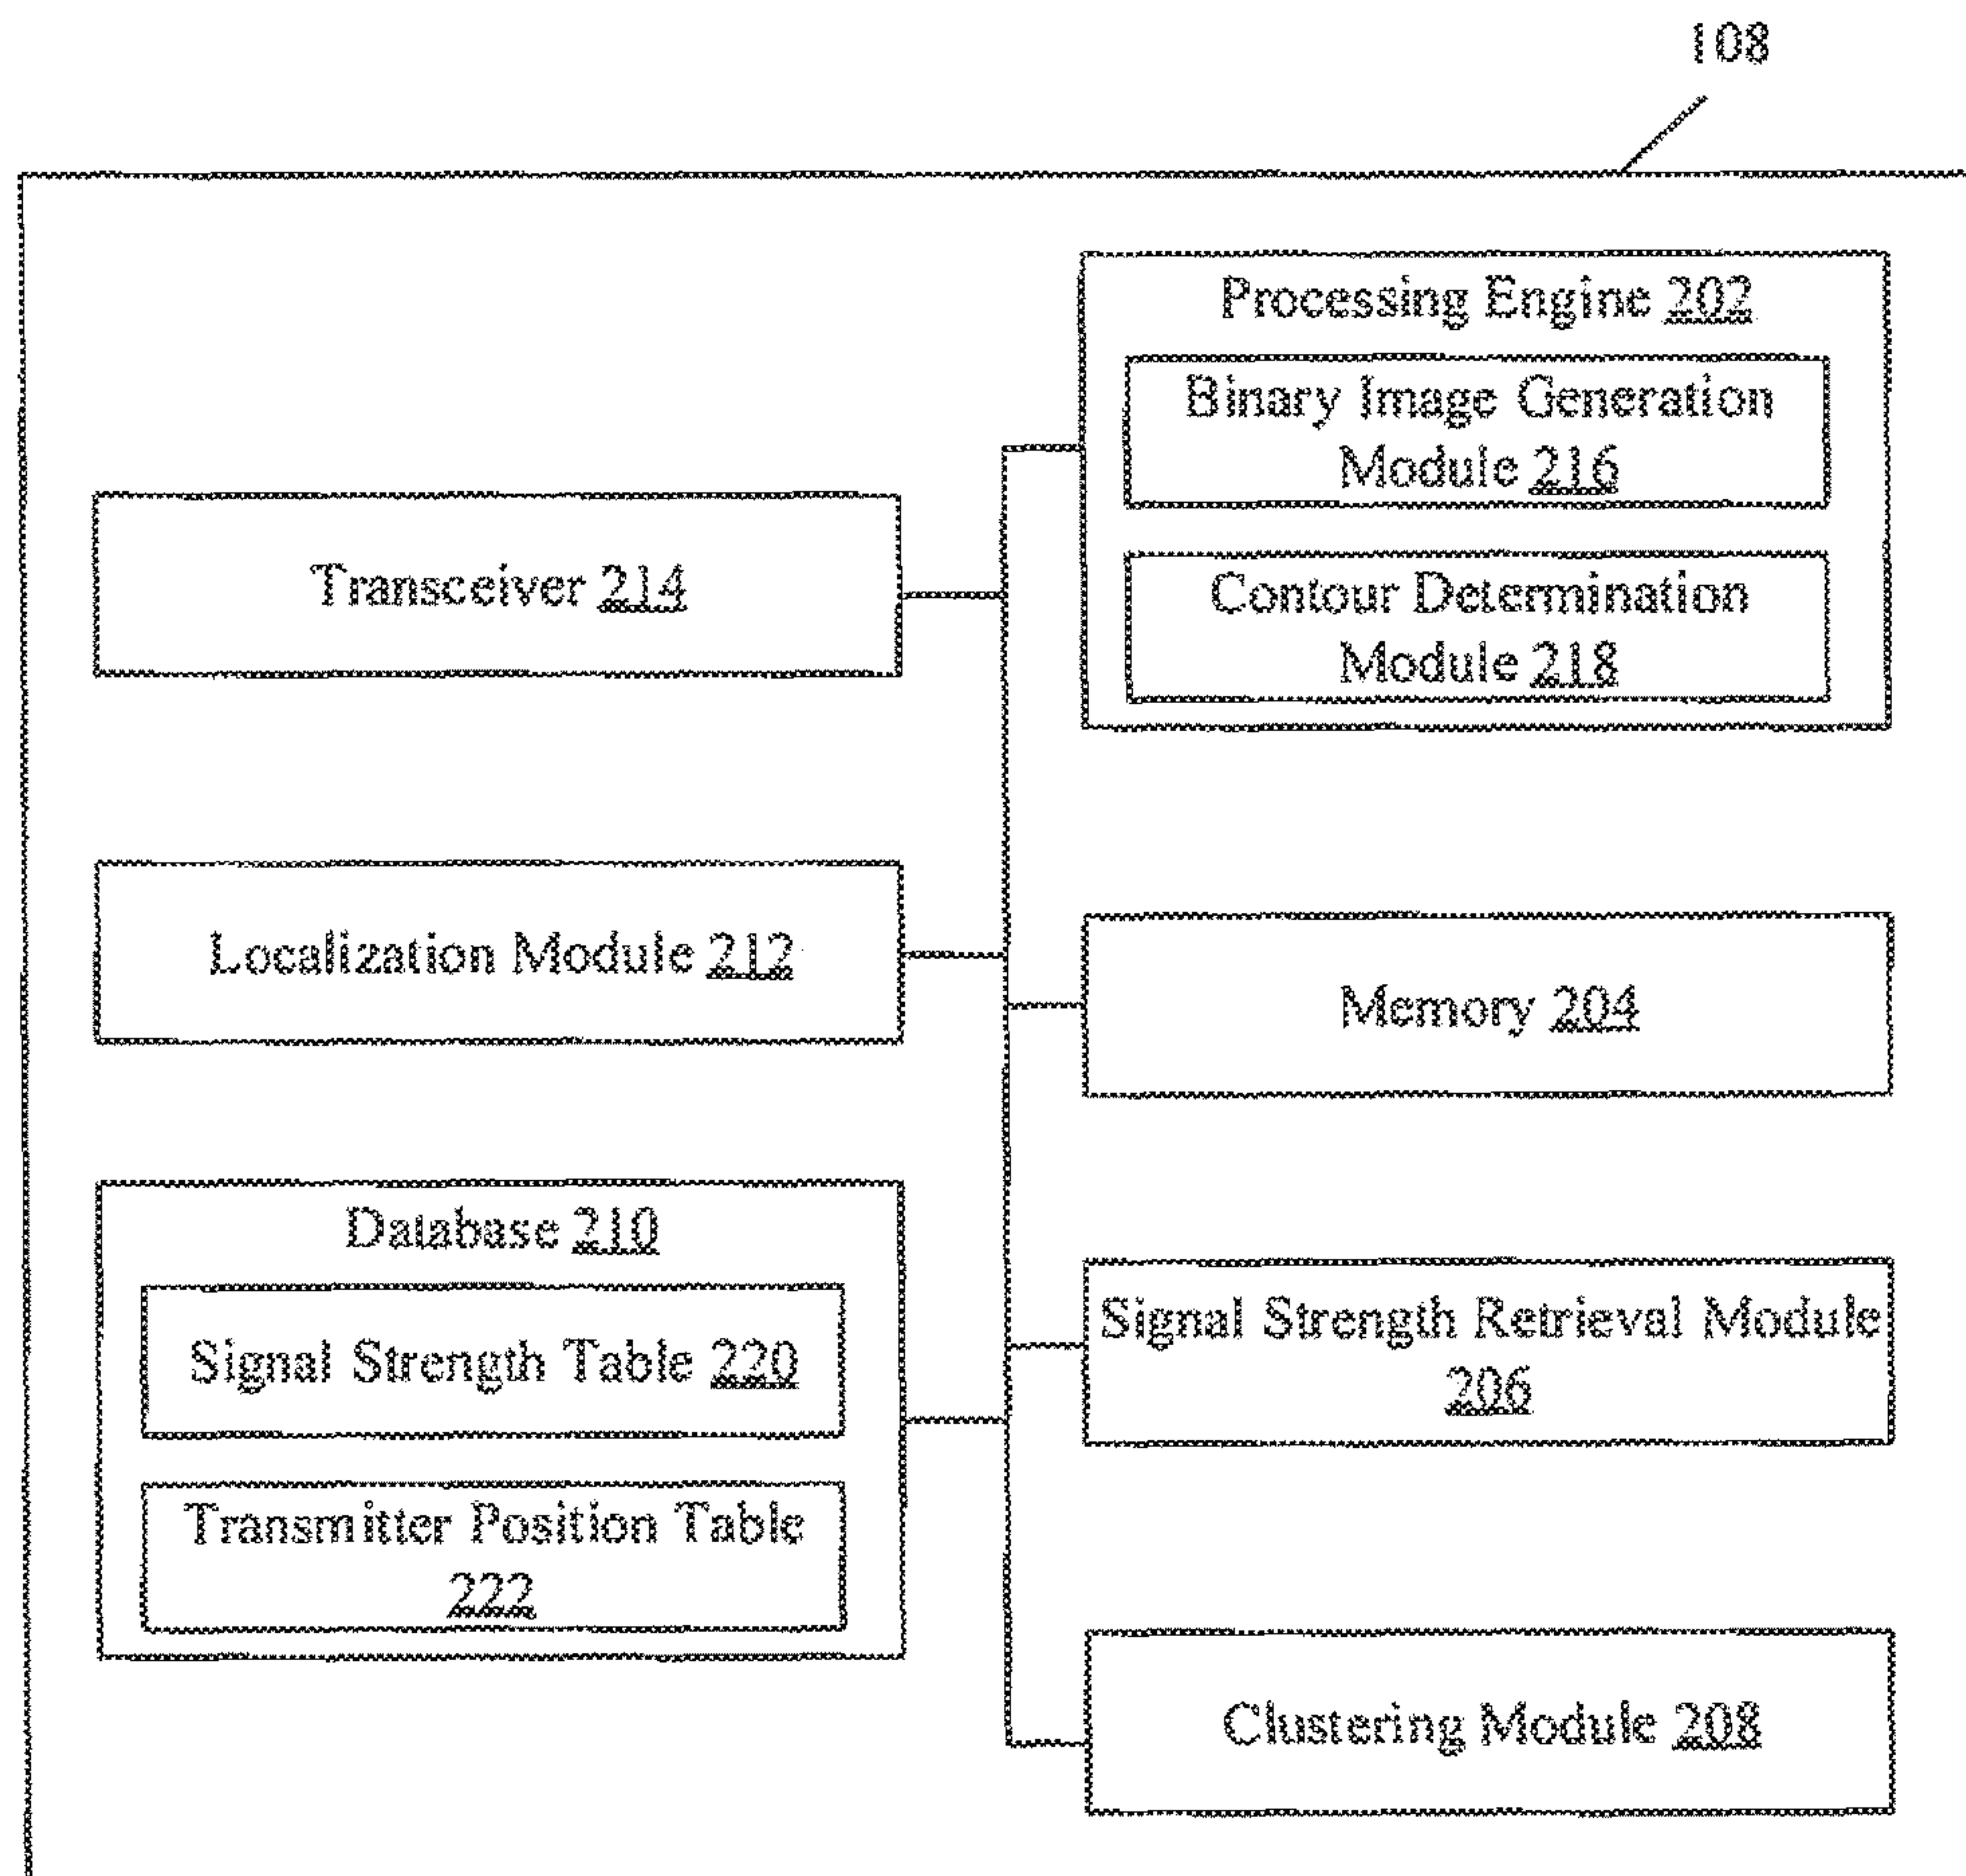 108
Processing Engine 202
Binary Image Generation
Module 216
Contour Determination
Module 218
Transceiver 214
Localization Module 212
Memory 204
Database 210
Signal Strength Table 220
Transmitter Position Table
222
Signal Strength Retrieval Module
206
Clustering Module 208